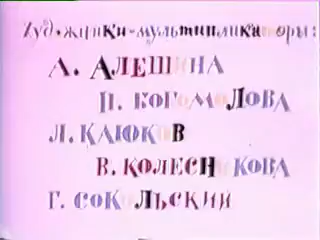 Художники-мультипликаторы:
А. АЛЕШИНА
П. БОГОМОЛОВА
Л. КАЮКОВ
В. КОЛЕСНИКОВА
Г. СОКОЛЬСКИЙ